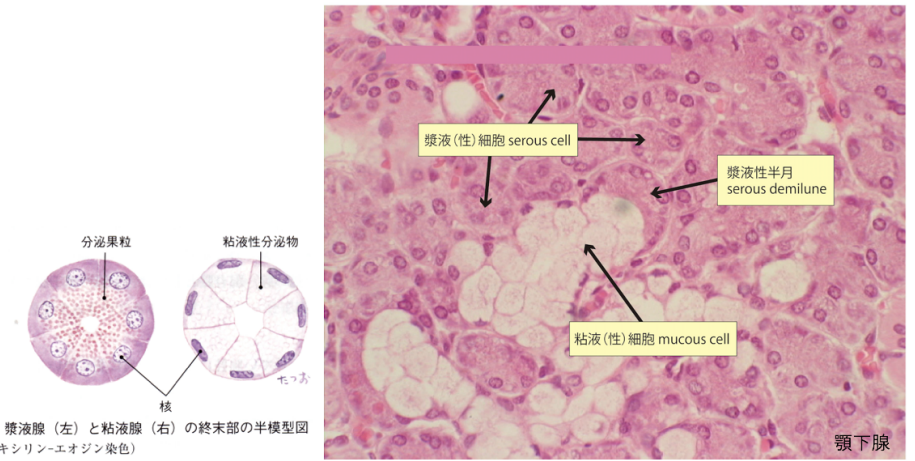 漿液(性)細胞 serous cell
漿液性半月
serous demilune
粘液(性)細胞 mucous cell
顎下腺
分泌果粒
粘液性分泌物
核
たつお
漿液腺(左)と粘液腺(右)の終末部の半模型図
キシリン-エオジン染色)